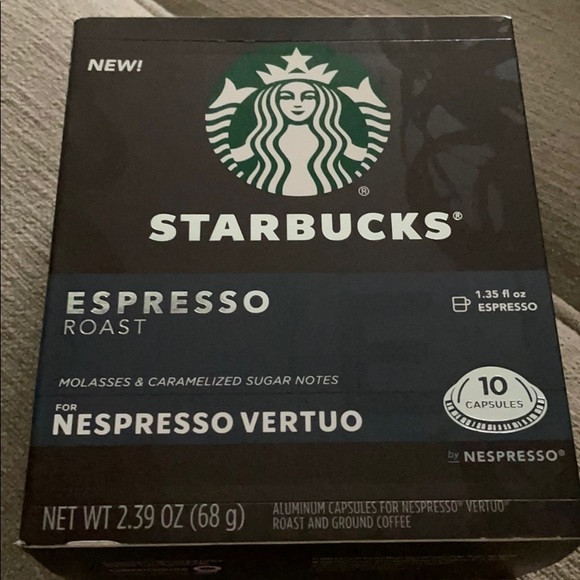 NEW!
®
STARBUCKS®
ESPRESSO
ROAST
1.35 fl oz
ESPRESSO
MOLASSES & CARAMELIZED SUGAR NOTES
10
CAPSULES
FOR
NESPRESSO VERTUO
by NESPRESSO®
NET WT 2.39 OZ (68 g)
ALUMINUM CAPSULES FOR NESPRESSO® VERTUO®
ROAST AND GROUND COFFEE